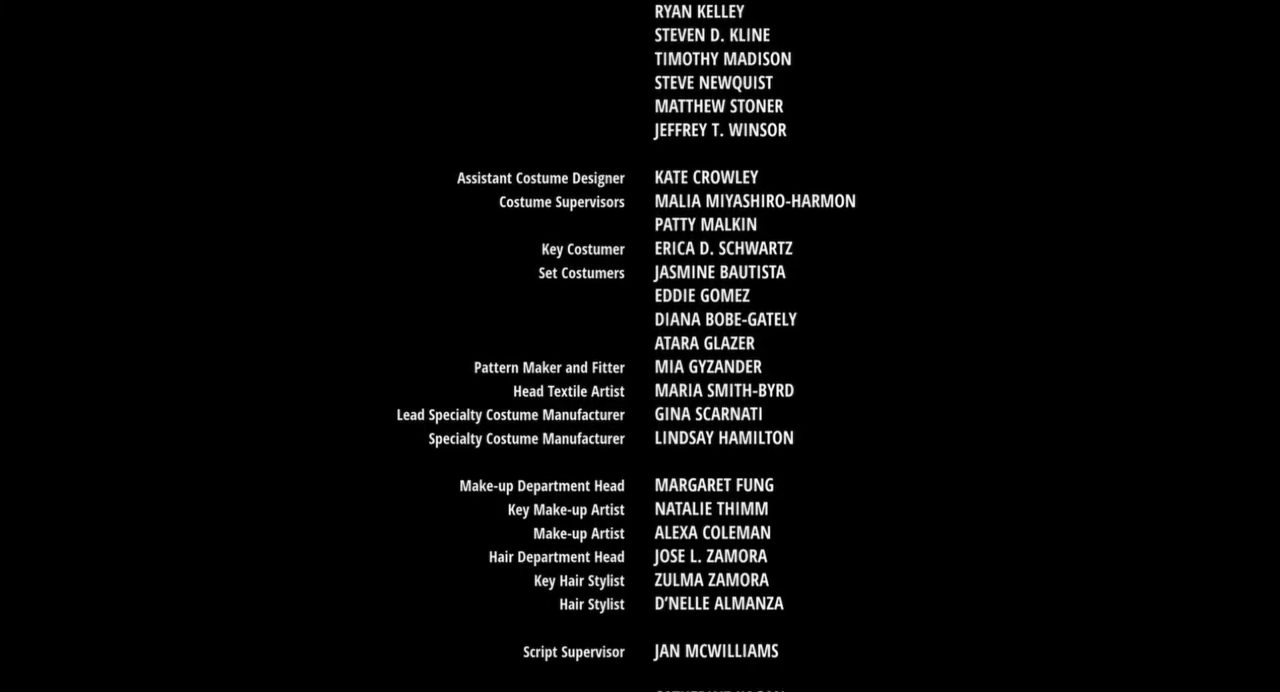 RYAN KELLEY
STEVEN D. KLINE
TIMOTHY MADISON
STEVE NEWQUIST
MATTHEW STONER
JEFFREY T. WINSOR
Assistant Costume Designer KATE CROWLEY
Costume Supervisors MALIA MIYASHIRO-HARMON
PATTY MALKIN
Key Costumer ERICA D. SCHWARTZ
Set Costumers JASMINE BAUTISTA
EDDIE GOMEZ
DIANA BOBE-GATELY
ATARA GLAZER
Pattern Maker and Fitter MIA GYZANDER
Head Textile Artist MARIA SMITH-BYRD
Lead Specialty Costume Manufacturer GINA SCARNATI
Specialty Costume Manufacturer LINDSAY HAMILTON
Make-up Department Head MARGARET FUNG
Key Make-up Artist NATALIE THIMM
Make-up Artist ALEXA COLEMAN
Hair Department Head JOSE L. ZAMORA
Key Hair Stylist ZULMA ZAMORA
Hair Stylist D’NELLE ALMANZA
Script Supervisor JAN MCWILLIAMS